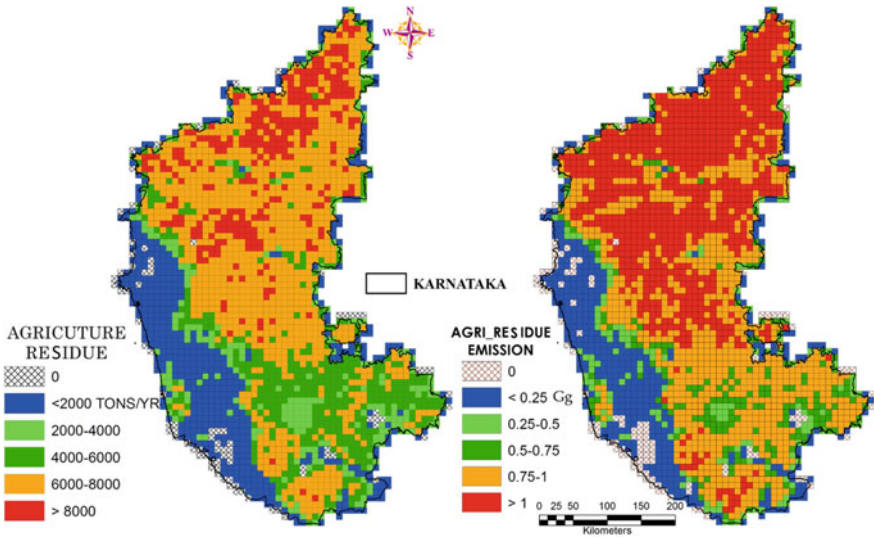 N
W E
S
KARNATAKA
AGRICUTURE
RESIDUE
0
<2000 TONS/YR
2000-4000
4000-6000
6000-8000
> 8000
AGRI_RESIDUE
EMISSION
0
< 0.25 Gg
0.25-0.5
0.5-0.75
0.75-1
> 1
0 25 50 100 150 200
Kilometers